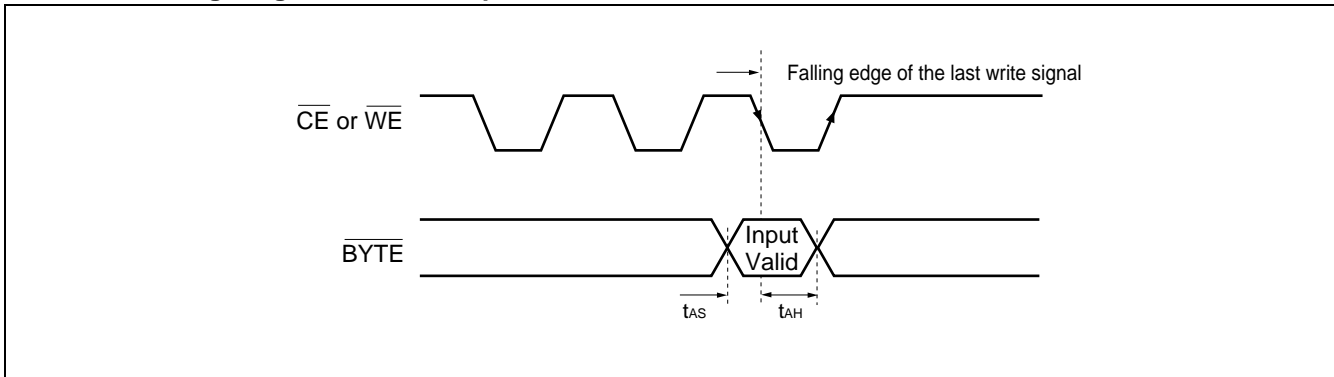 Falling edge of the last write signal
CE or WE
BYTE
Input
Valid
tAS
tAH